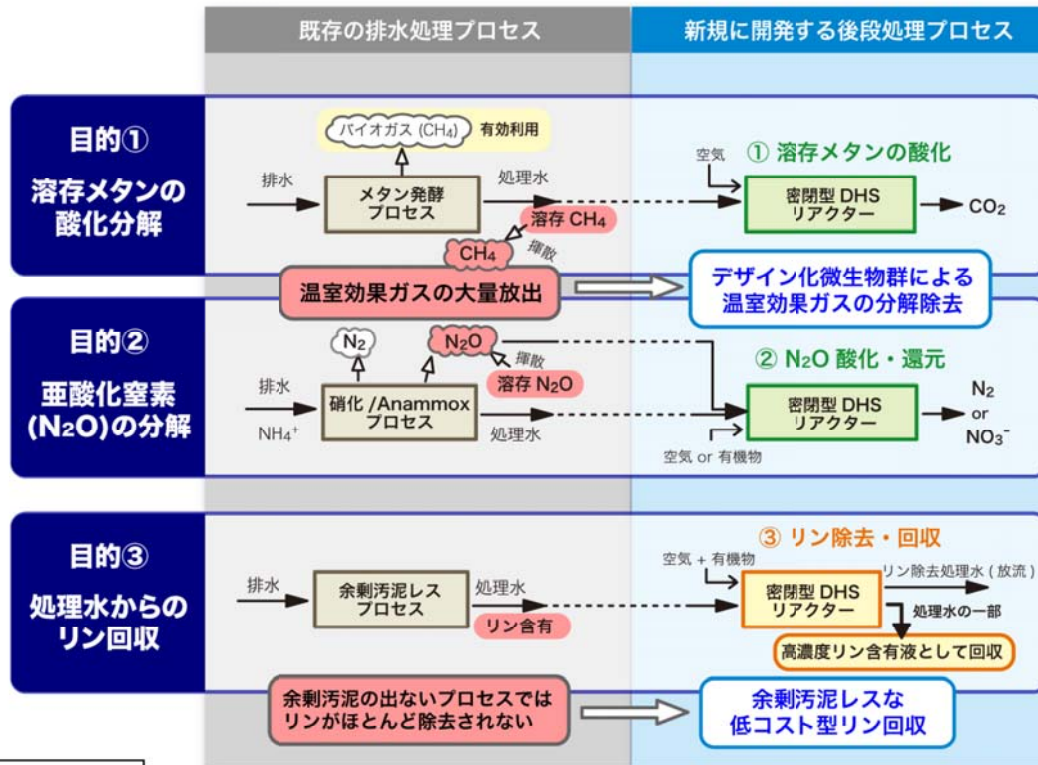 既存の排水処理プロセス
新規に開発する後段処理プロセス
目的①
溶存メタンの
酸化分解
バイオガス (CH₄)
有効利用
排水
メタン発酵
プロセス
処理水
溶存 CH₄
揮散
CH₄
空気
① 溶存メタンの酸化
密閉型 DHS
リアクター
CO₂
温室効果ガスの大量放出
デザイン化微生物群による
温室効果ガスの分解除去
目的②
亜酸化窒素
(N₂O)の分解
N₂
N₂O
揮散
溶存 N₂O
排水
NH₄⁺
硝化 /Anammox
プロセス
処理水
② N₂O 酸化・還元
密閉型 DHS
リアクター
空気 or 有機物
N₂
or
NO₃⁻
目的③
処理水からの
リン回収
排水
余剰汚泥レス
プロセス
処理水
リン含有
③ リン除去・回収
空気 + 有機物
密閉型 DHS
リアクター
リン除去処理水 ( 放流 )
処理水の一部
高濃度リン含有液として回収
余剰汚泥の出ないプロセスでは
リンがほとんど除去されない
余剰汚泥レスな
低コスト型リン回収